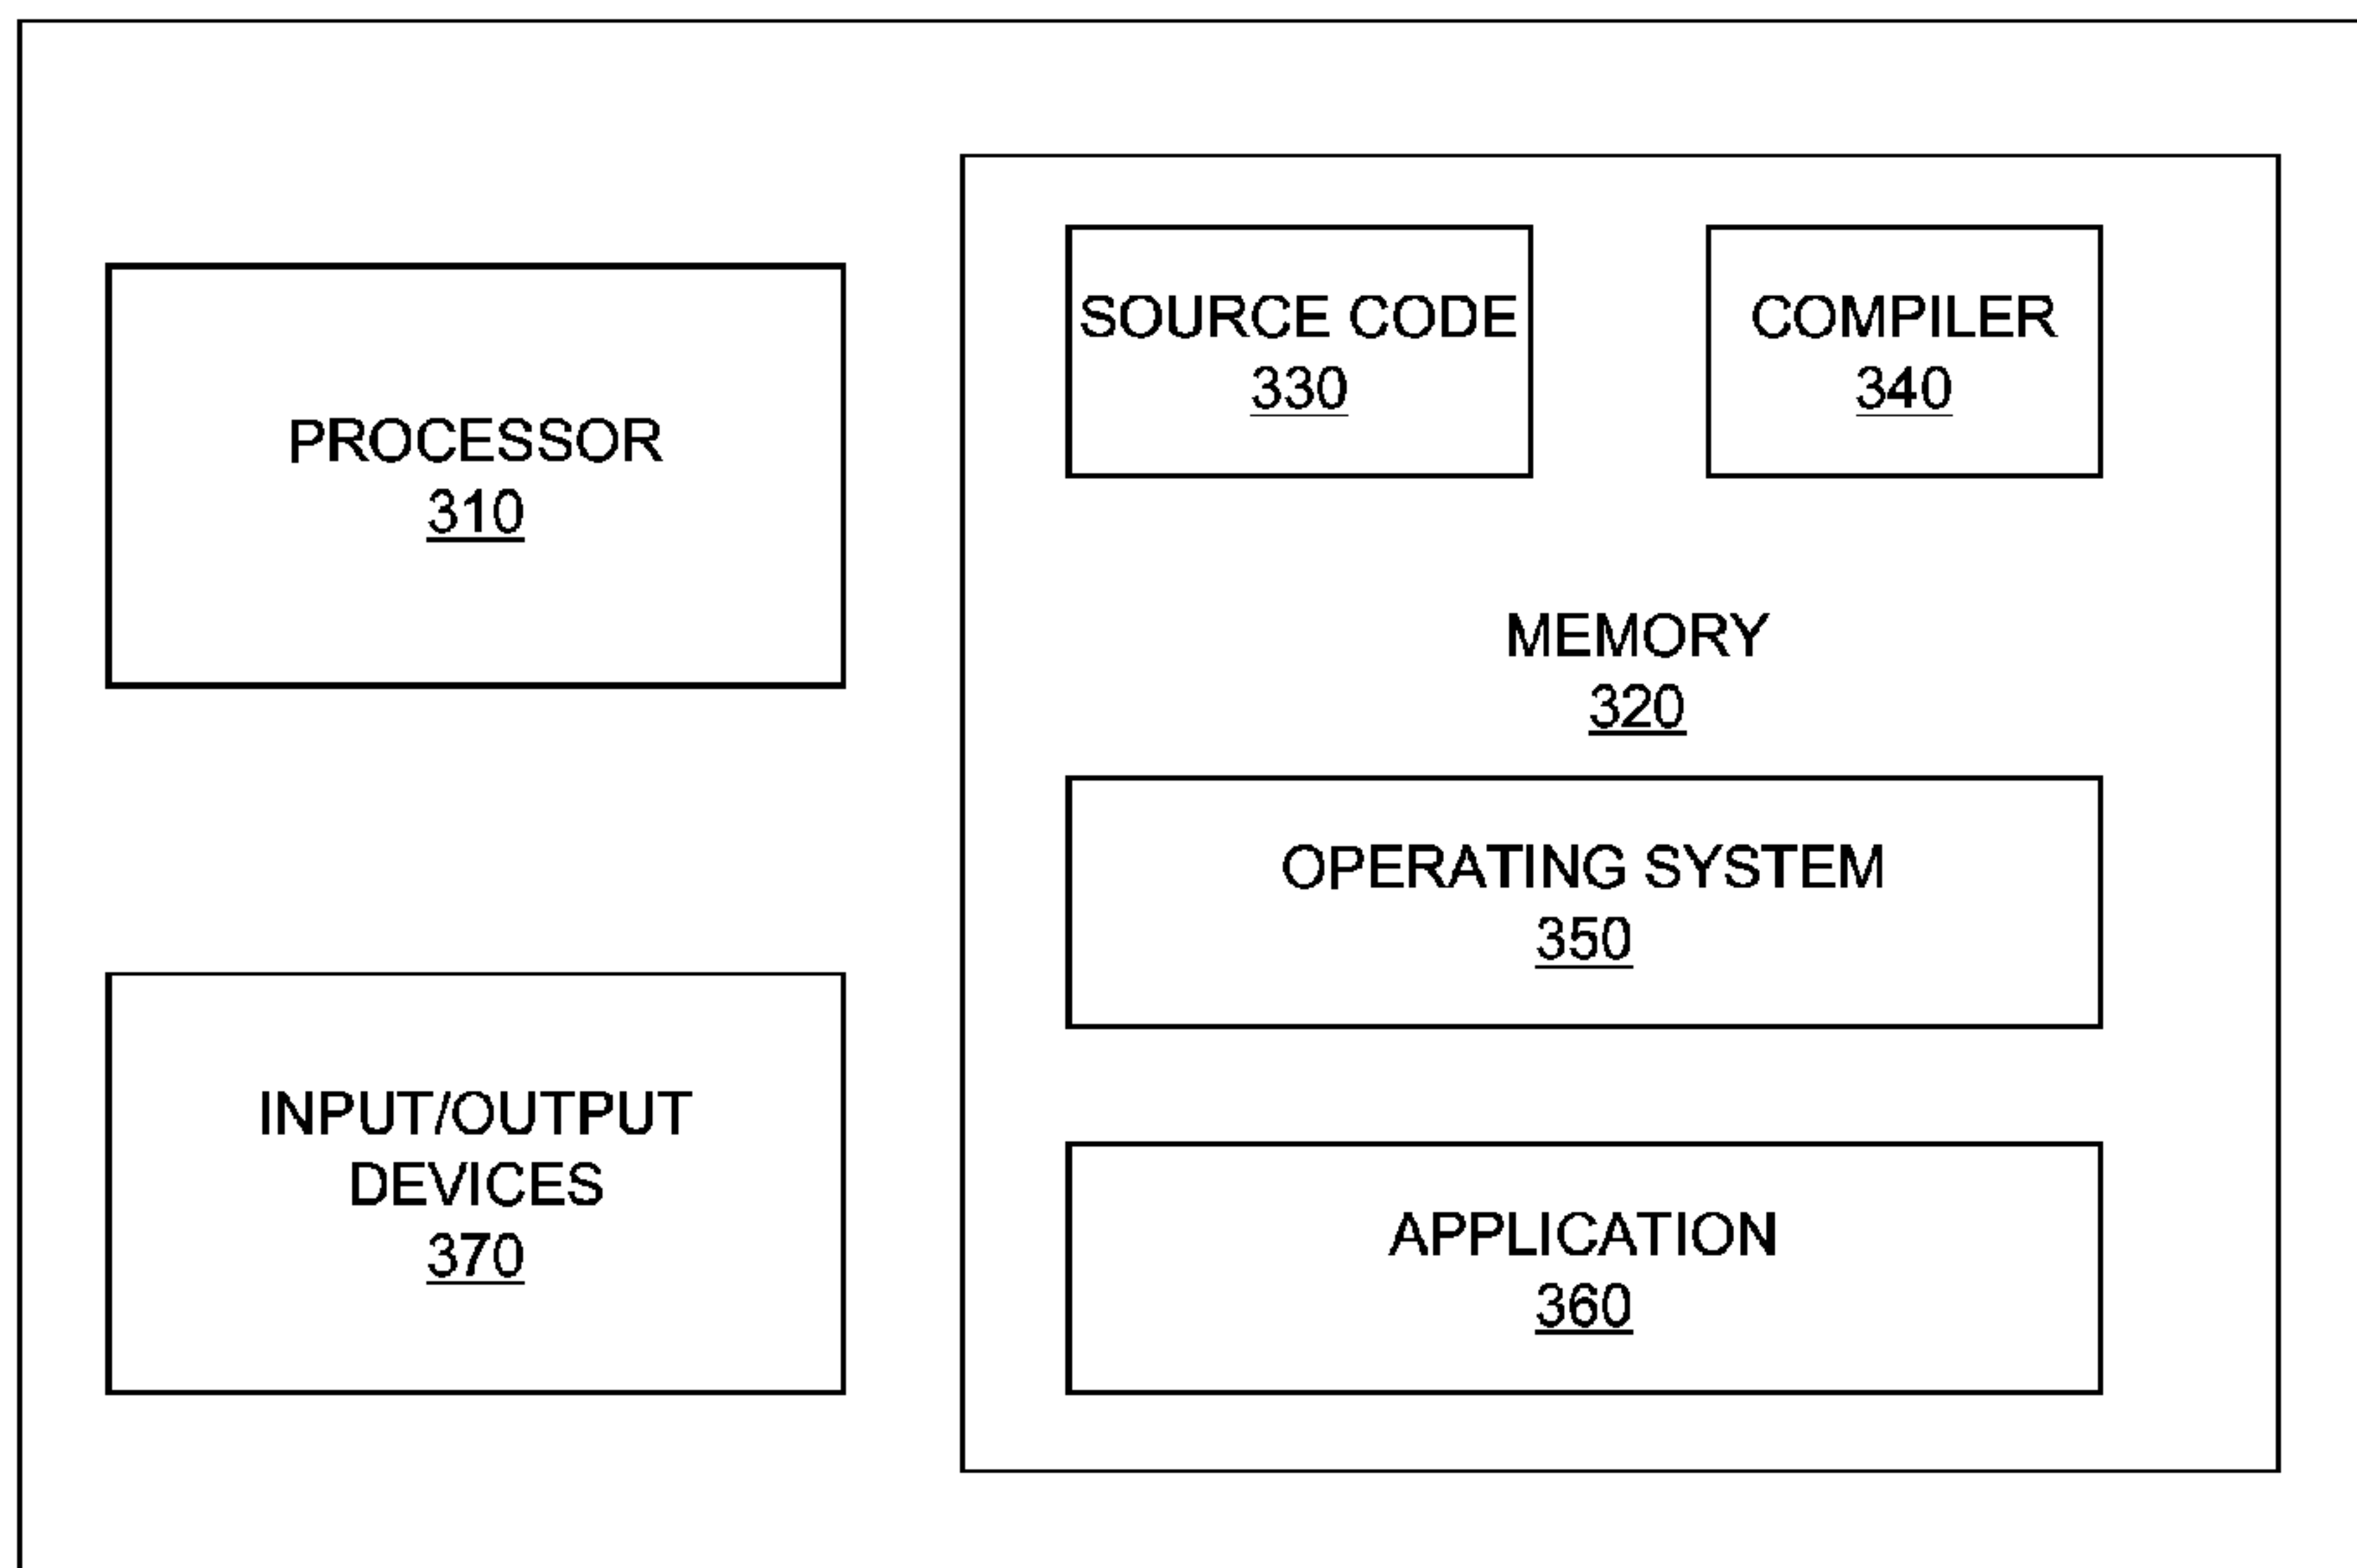 PROCESSOR
310
INPUT/OUTPUT
DEVICES
370
SOURCE CODE
330
COMPILER
340
MEMORY
320
OPERATING SYSTEM
350
APPLICATION
360